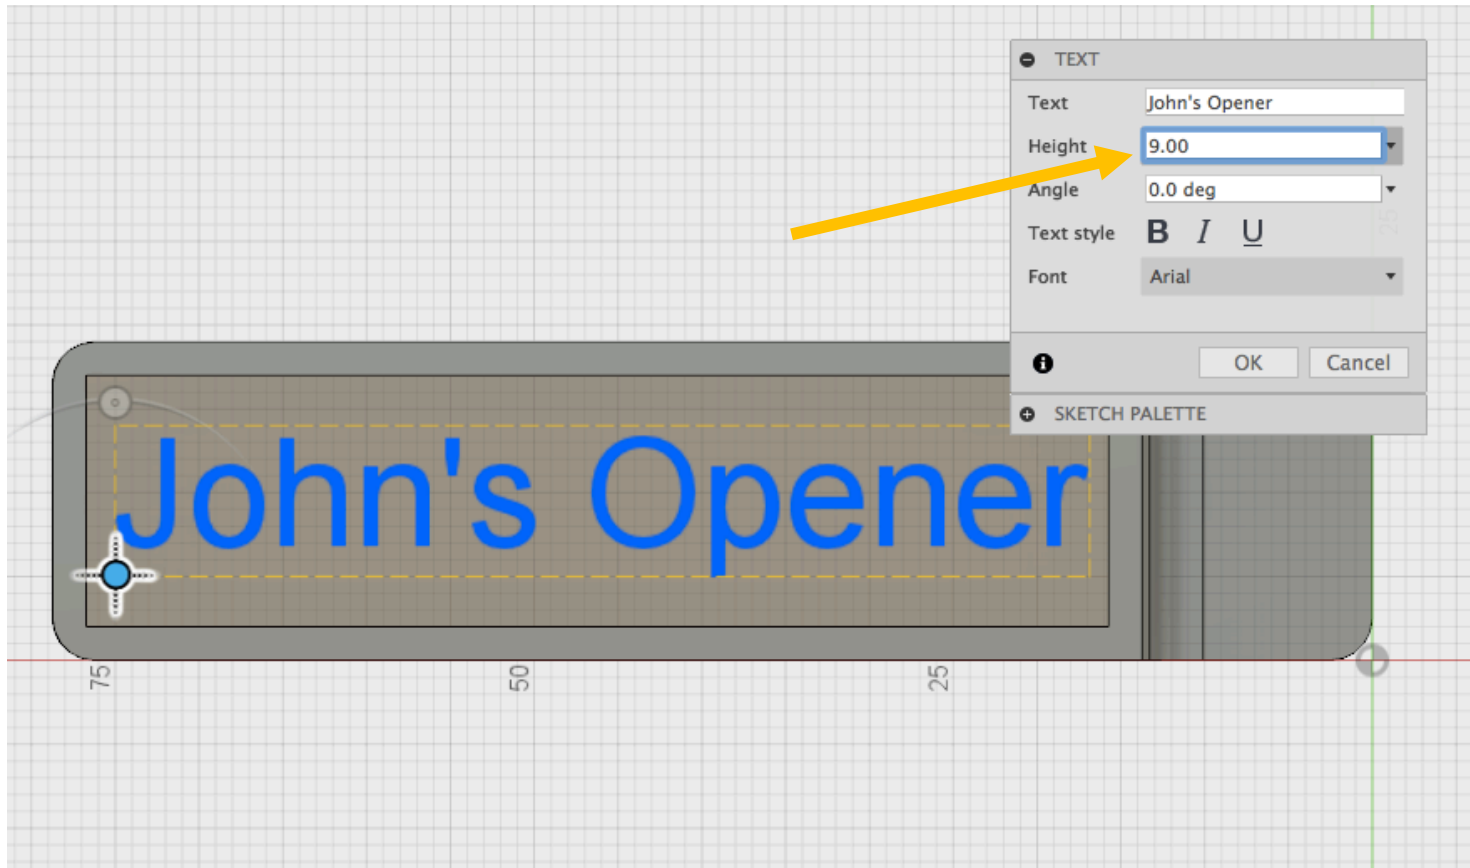 TEXT
Text John's Opener
Height 9.00
Angle 0.0 deg
Text style B I U
Font Arial
OK Cancel
SKETCH PALETTE
John's Opener
75 50 25
25